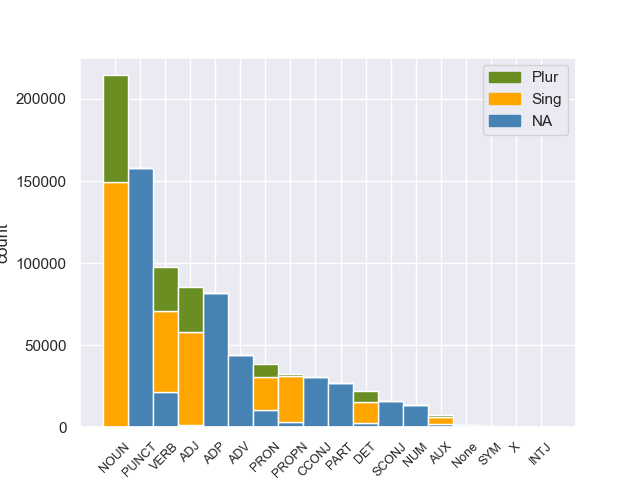 Plur
Sing
NA
200000
150000
100000
50000
0
count
NOUN
PUNCT
VERB
ADJ
ADP
ADV
PRON
PROPN
CCONJ
PART
DET
SCONJ
NUM
AUX
None
SYM
X
INTJ